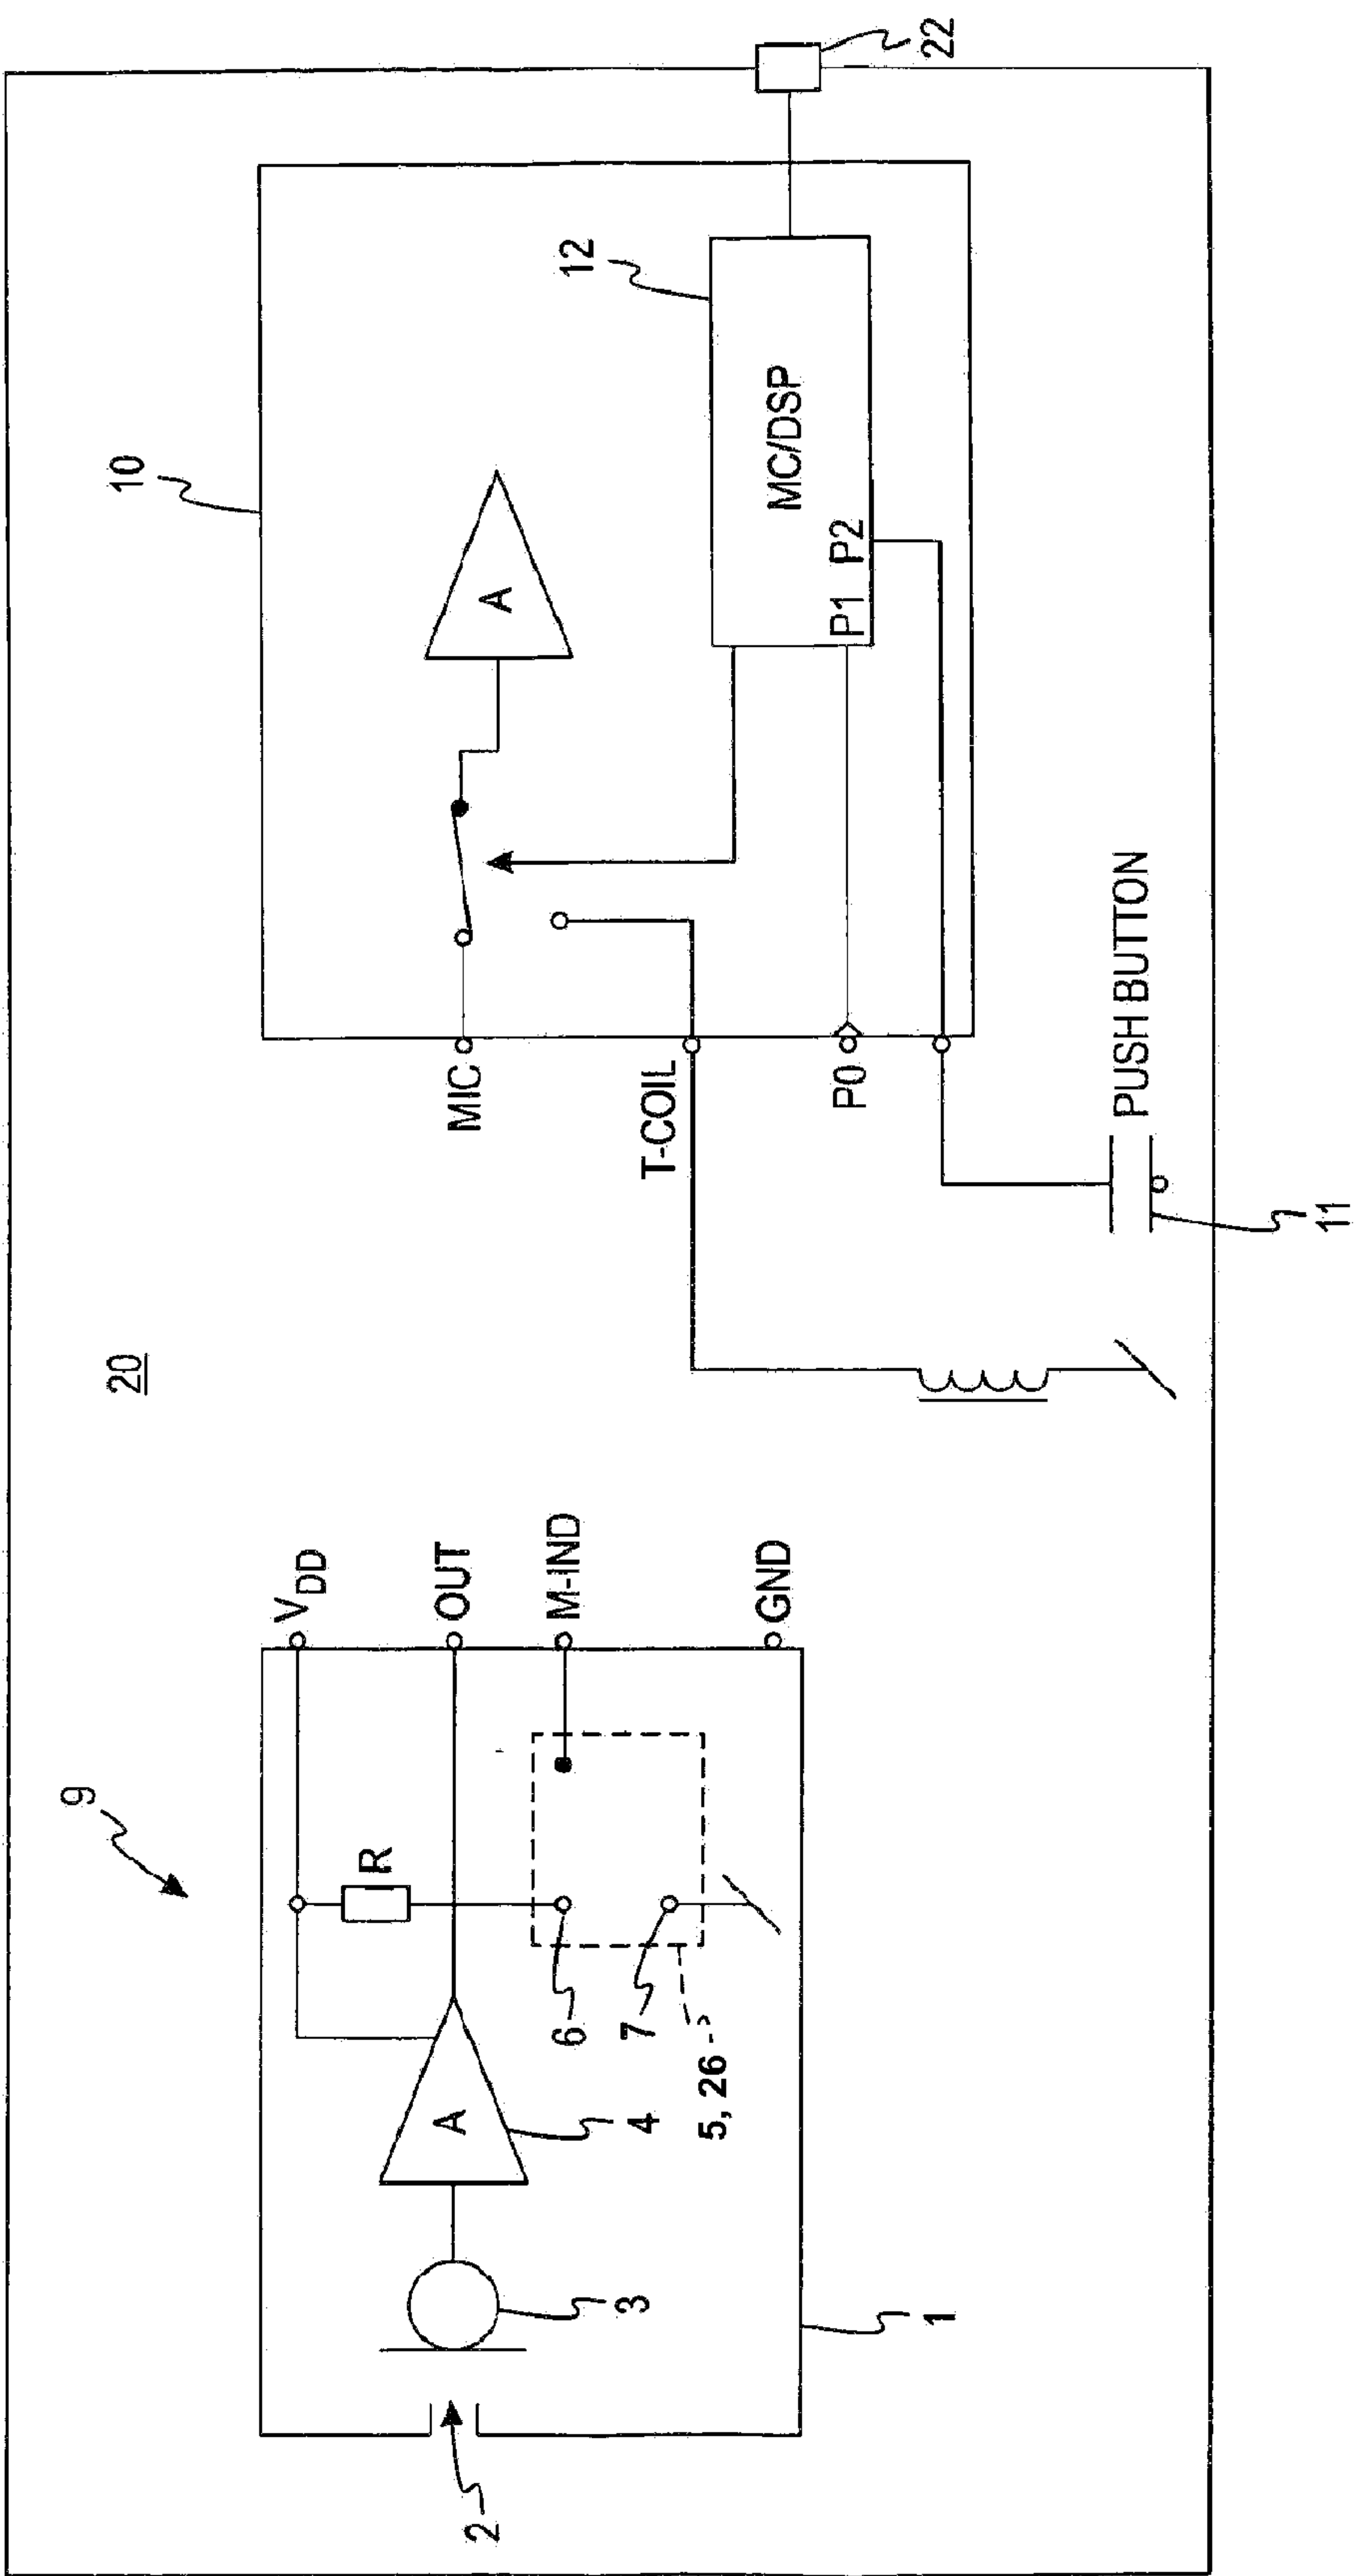 9
20
10
22
V DD
OUT
M-IND
GND
R
A
2
3
4
6
7
5, 26
1
MIC
T-COIL
P0
A
12
MC/DSP
P1 P2
PUSH BUTTON
11